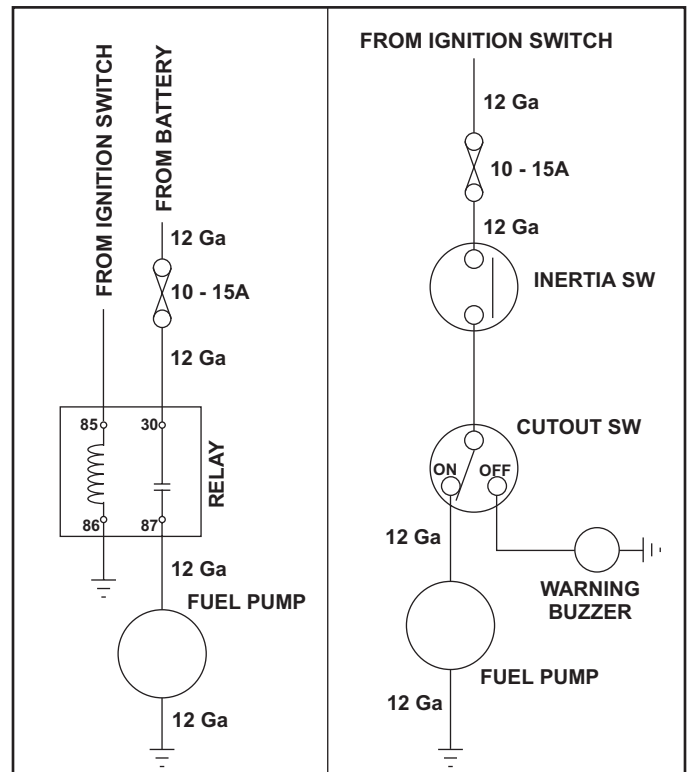 FROM IGNITION SWITCH
FROM BATTERY
12 Ga
10 - 15A
12 Ga
85
30
RELAY
86
87
12 Ga
FUEL PUMP
12 Ga
FROM IGNITION SWITCH
12 Ga
10 - 15A
12 Ga
INERTIA SW
CUTOUT SW
ON
OFF
12 Ga
WARNING
BUZZER
FUEL PUMP
12 Ga